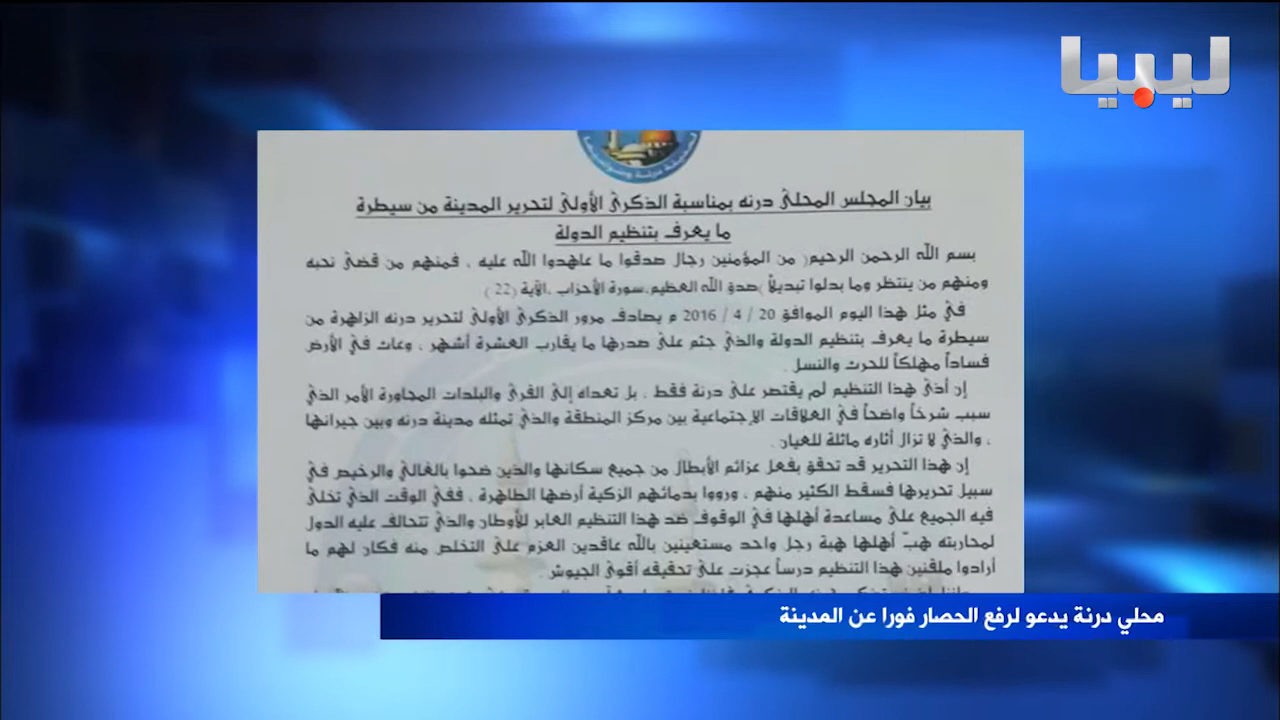 ليبيا
بيان المجلس المحلي درنه بمناسبة الذكرى الأولى لتحرير المدينة من سيطرة
ما يعرف بتنظيم الدولة
بسم الله الرحمن الرحيم( من المؤمنين رجال صدقوا ما عاهدوا الله عليه ، فمنهم من قضى نحبه
ومنهم من ينتظر وما بدلوا تبديلاً )صدق الله العظيم.سورة الأحزاب ،الآية (22)
في مثل هذا اليوم الموافق 20 / 4 / 2016 م يصادف مرور الذكرى الأولى لتحرير درنه الزاهرة من
سيطرة ما يعرف بتنظيم الدولة والذي جثم على صدرها ما يقارب العشرة أشهر ، وعاث في الأرض
فساداً مهلكاً للحرث والنسل .
إن أذى هذا التنظيم لم يقتصر على درنة فقط ، بل تعداه إلى القرى والبلدات المجاورة الأمر الذي
سبب شرخاً واضحاً في العلاقات الإجتماعية بين مركز المنطقة والذي تمثله مدينة درنه وبين جيرانها
، والذي لا تزال أثاره ماثلة للعيان .
إن هذا التحرير قد تحقق بفعل عزائم الأبطال من جميع سكانها والذين ضحوا بالغالي والرخيص في
سبيل تحريرها فسقط الكثير منهم ، ورووا بدمائهم الزكية أرضها الطاهرة ، ففي الوقت الذي تخلى
فيه الجميع على مساعدة أهلها في الوقوف ضد هذا التنظيم العابر للأوطان والذي تتحالف عليه الدول
لمحاربته هبّ أهلها هبة رجل واحد مستعينين بالله عاقدين العزم على التخلص منه فكان لهم ما
أرادوا ملقنين هذا التنظيم درساً عجزت على تحقيقه أقوى الجيوش .
محلي درنة يدعو لرفع الحصار فورا عن المدينة